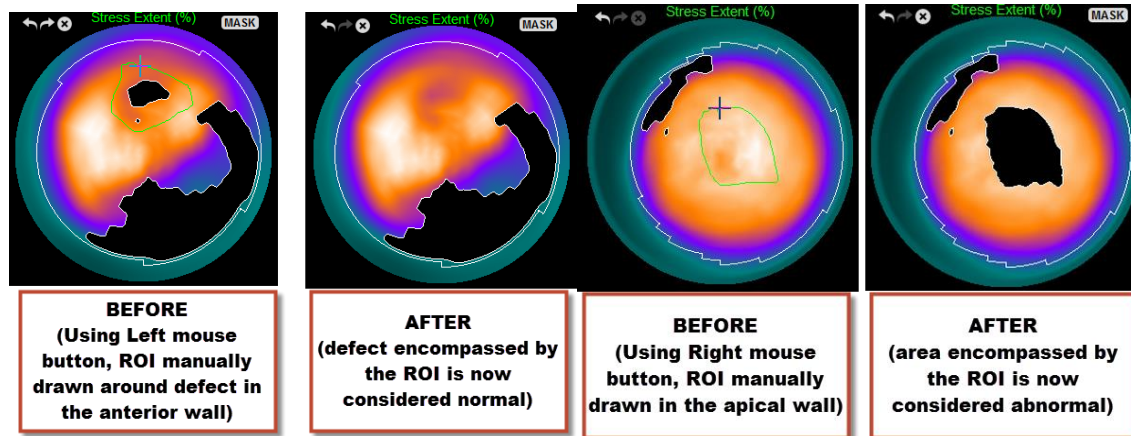 Stress Extent (%)
MASK
Stress Extent (%)
MASK
Stress Extent (%)
Stress Extent (%)
MASK
BEFORE
(Using Left mouse
button, ROI manually
drawn around defect in
the anterior wall)
AFTER
(defect encompassed by
the ROI is now
considered normal)
BEFORE
(Using Right mouse
button, ROI manually
drawn in the apical wall)
AFTER
(area encompassed by
the ROI is now
considered abnormal)